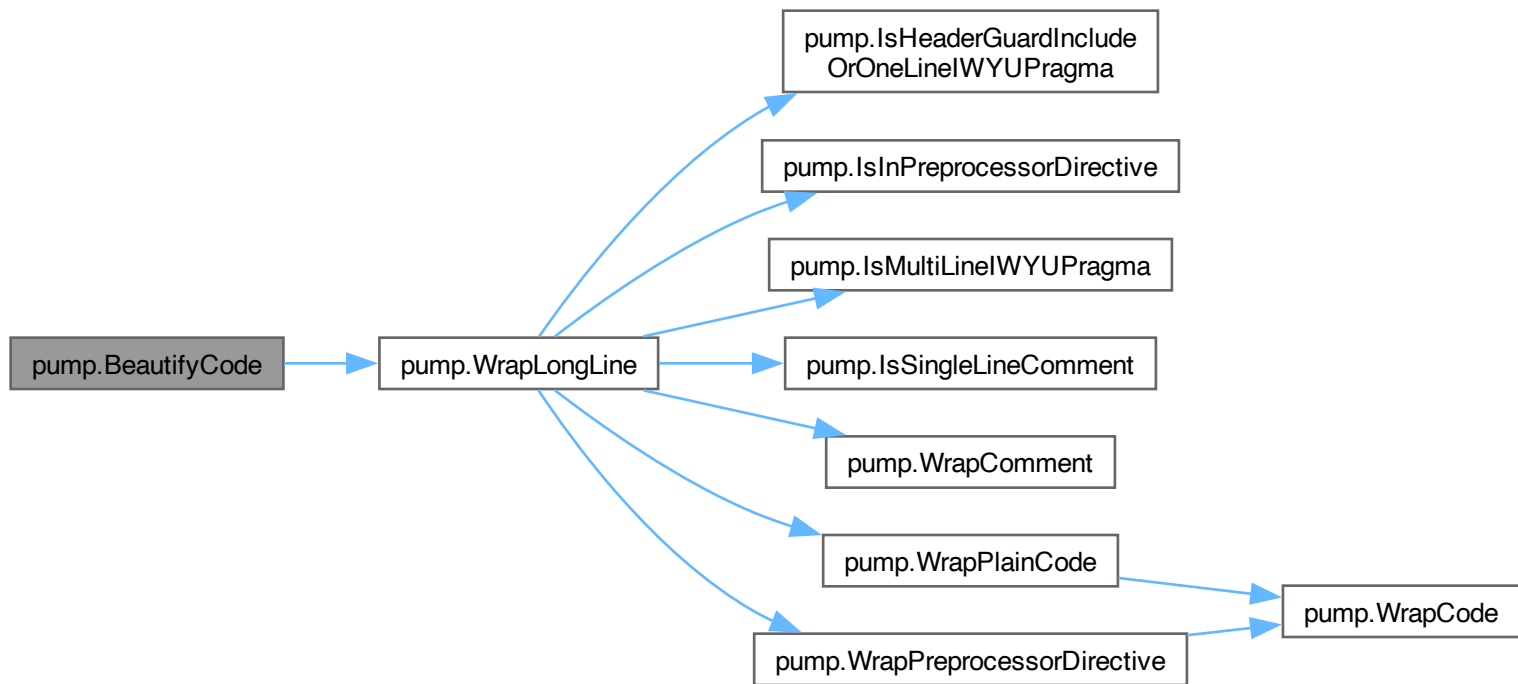 pump.IsHeaderGuardInclude
OrOneLineIWYUPragma
pump.IsInPreprocessorDirective
pump.IsMultiLineIWYUPragma
pump.BeautifyCode
pump.WrapLongLine
pump.IsSingleLineComment
pump.WrapComment
pump.WrapPlainCode
pump.WrapCode
pump.WrapPreprocessorDirective